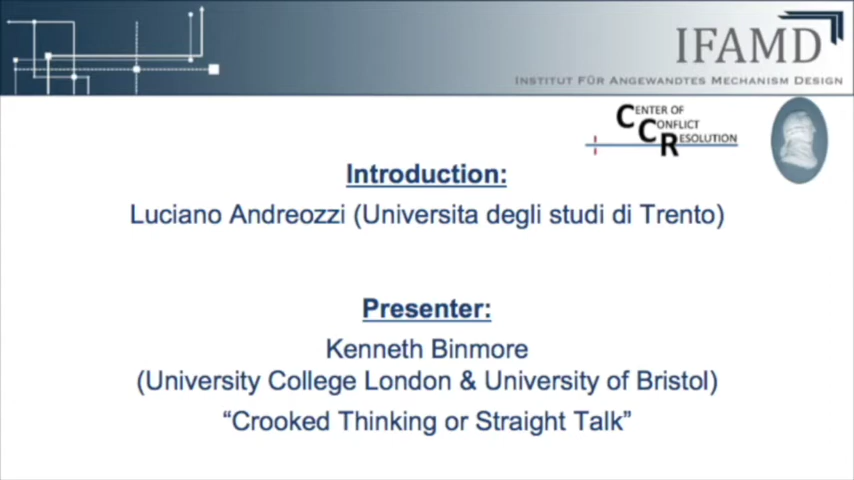 IFAMD
INSTITUT FÜR ANGEWANDTES MECHANISM DESIGN
CENTER OF
CONFLICT
RESOLUTION
Introduction:
Luciano Andreozzi (Universita degli studi di Trento)
Presenter:
Kenneth Binmore
(University College London & University of Bristol)
“Crooked Thinking or Straight Talk”